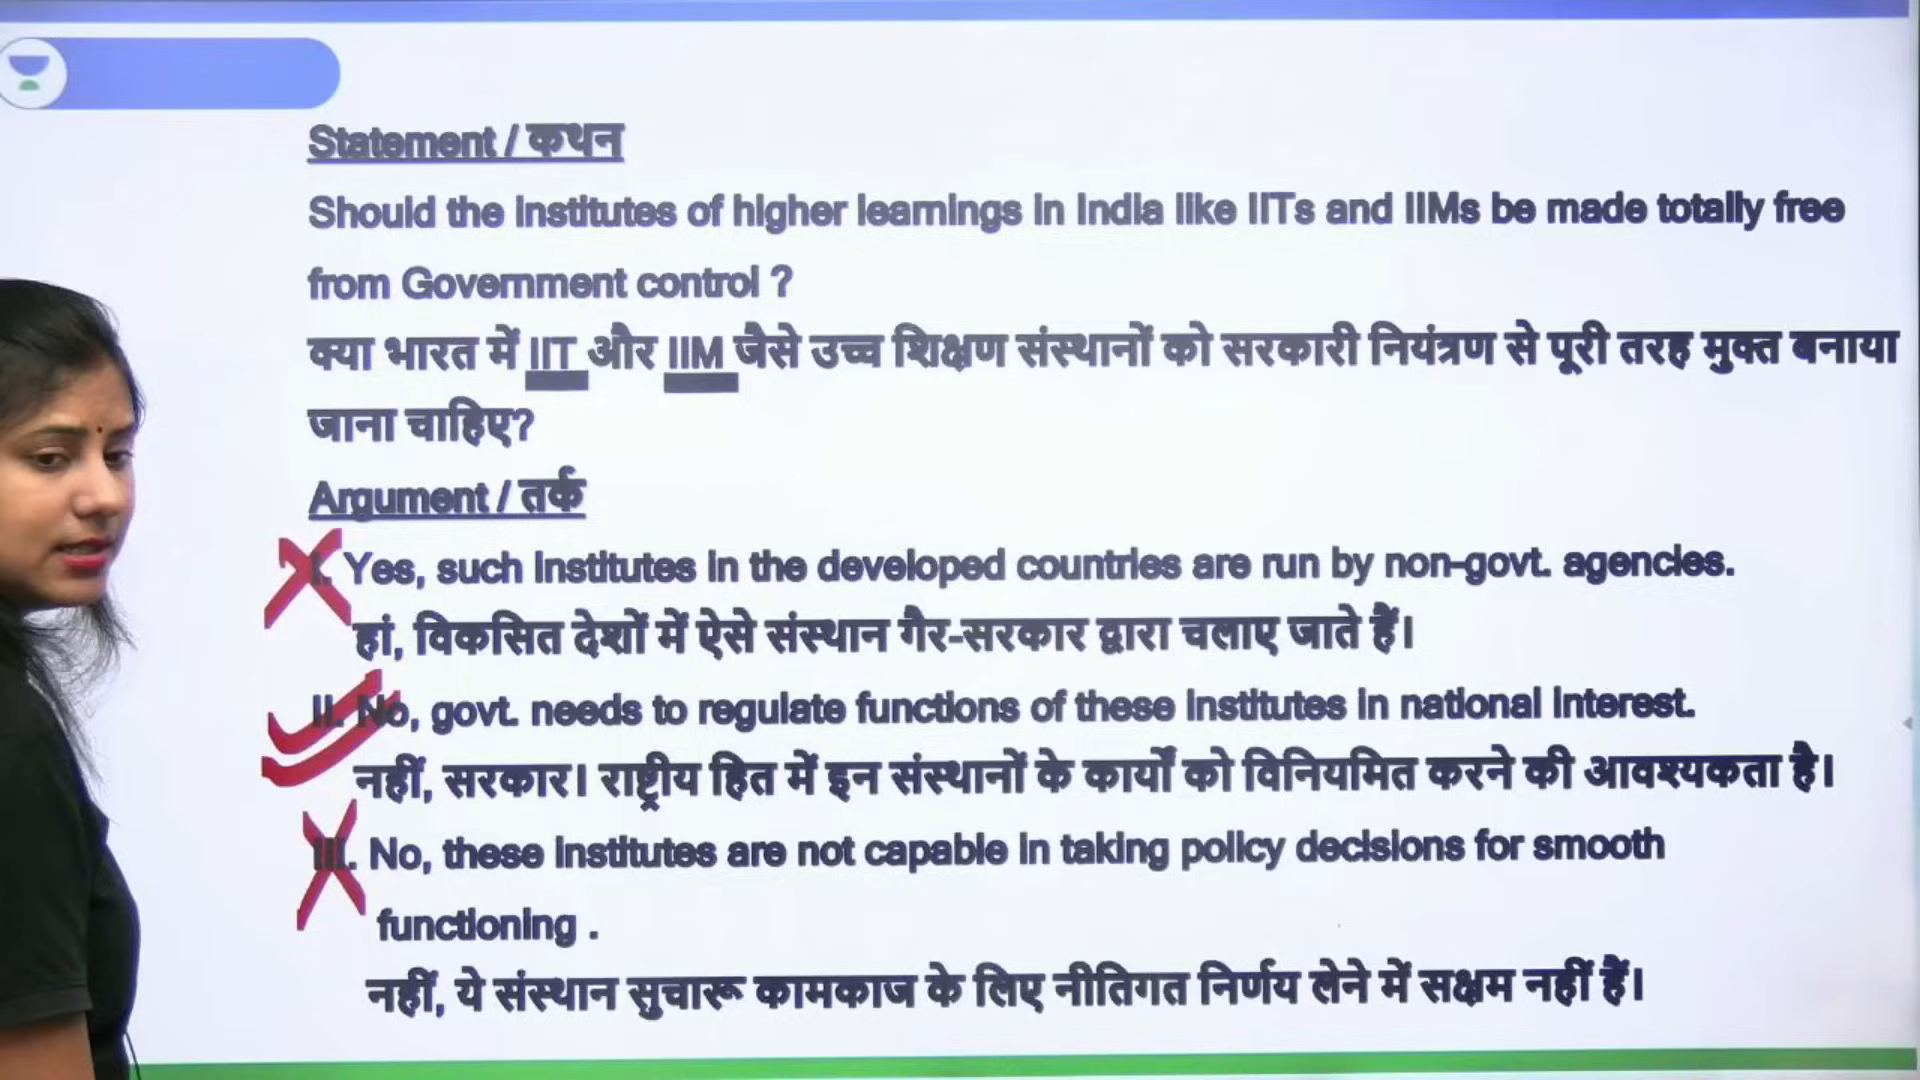 Statement / कथन
Should the institutes of higher learnings in India like IITs and IIMs be made totally free
from Government control ?
क्या भारत में IIT और IIM जैसे उच्च शिक्षण संस्थानों को सरकारी नियंत्रण से पूरी तरह मुक्त बनाया
जाना चाहिए?
Argument / तर्क
I. Yes, such institutes in the developed countries are run by non-govt. agencies.
हां, विकसित देशों में ऐसे संस्थान गैर-सरकार द्वारा चलाए जाते हैं।
II. No, govt. needs to regulate functions of these institutes in national interest.
नहीं, सरकार। राष्ट्रीय हित में इन संस्थानों के कार्यों को विनियमित करने की आवश्यकता है।
III. No, these institutes are not capable in taking policy decisions for smooth
functioning .
नहीं, ये संस्थान सुचारू कामकाज के लिए नीतिगत निर्णय लेने में सक्षम नहीं हैं।